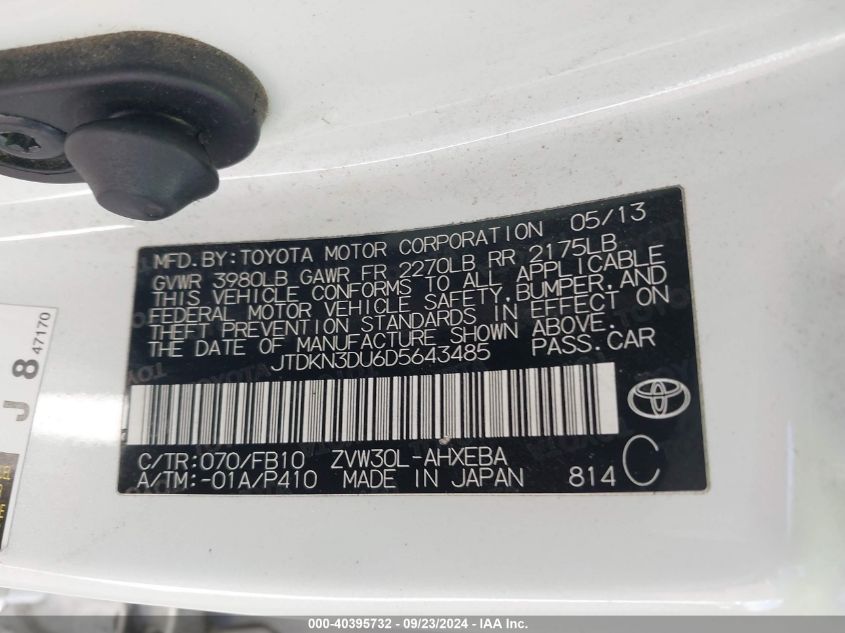 MFD. BY: TOYOTA MOTOR CORPORATION 05/13
GVWR 3980LB GAWR FR 2270LB RR 2175LB
THIS VEHICLE CONFORMS TO ALL APPLICABLE
FEDERAL MOTOR VEHICLE SAFETY, BUMPER, AND
THEFT PREVENTION STANDARDS IN EFFECT ON
THE DATE OF MANUFACTURE SHOWN ABOVE.
JTDKN3DU6D5643485 PASS. CAR
C/TR: 070/FB10 ZVW30L-AHXEBA
A/TM: -01A/P410 MADE IN JAPAN 814 C
J 8
47170
000-40395732 - 09/23/2024 - IAA Inc.